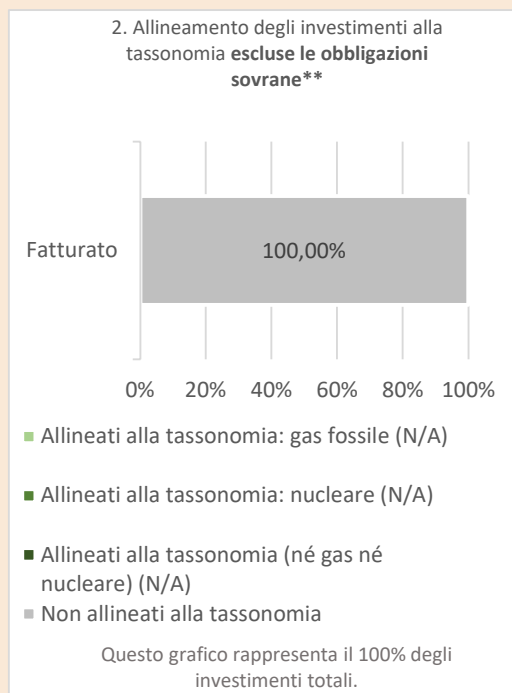 2. Allineamento degli investimenti alla
tassonomia escluse le obbligazioni
sovrane**
Fatturato
100,00%
0% 20% 40% 60% 80% 100%
Allineati alla tassonomia: gas fossile (N/A)
Allineati alla tassonomia: nucleare (N/A)
Allineati alla tassonomia (né gas né
nucleare) (N/A)
Non allineati alla tassonomia
Questo grafico rappresenta il 100% degli
investimenti totali.